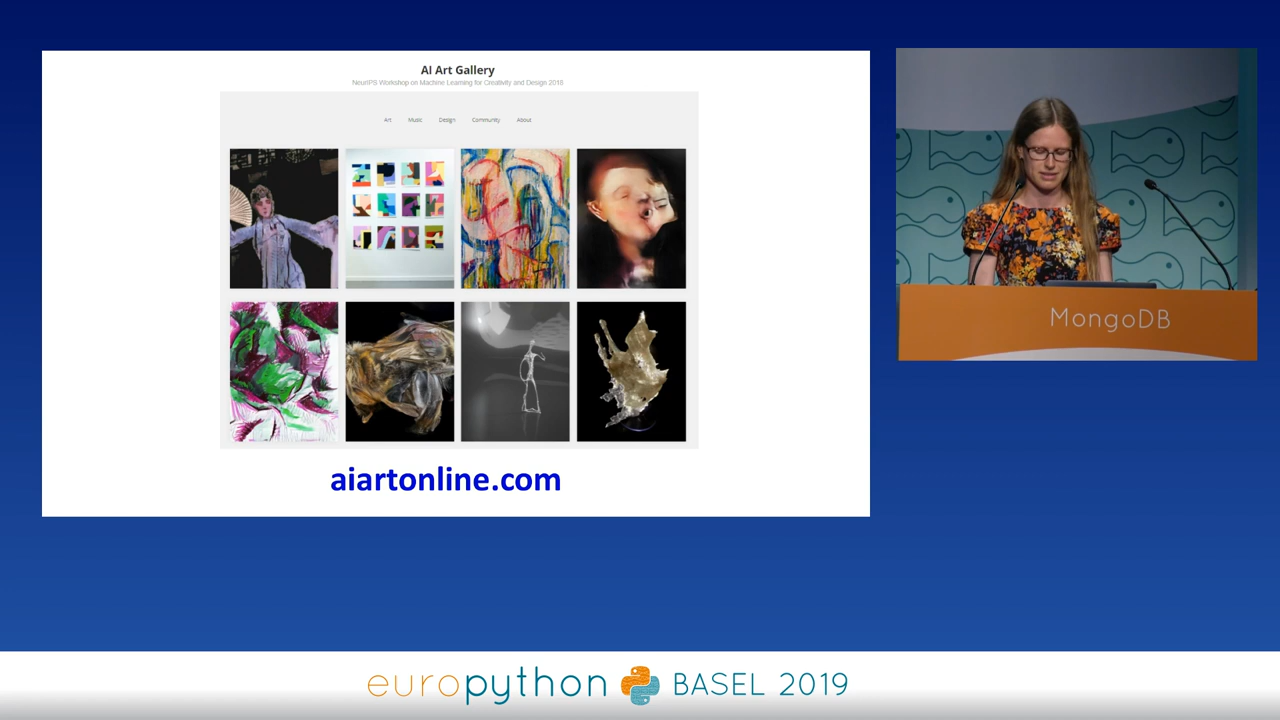 AI Art Gallery
NeurIPS Workshop on Machine Learning for Creativity and Design 2018
Art Music Design Community About
aiartonline.com
MongoDB
europython BASEL 2019